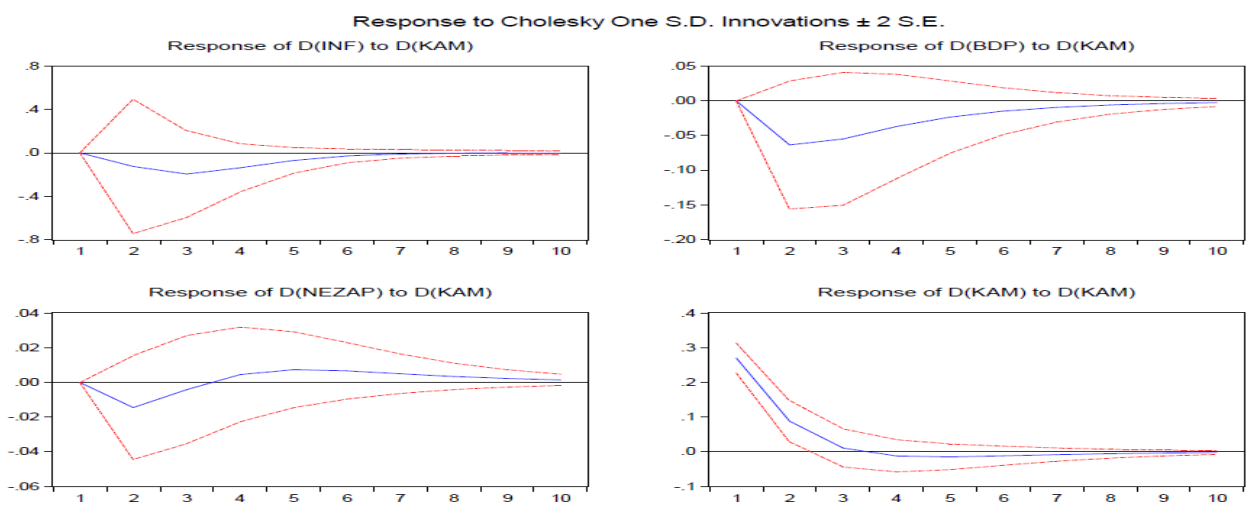 Response to Cholesky One S.D. Innovations ± 2 S.E.
Response of D(INF) to D(KAM)
.8
.4
.0
-.4
-.8
1 2 3 4 5 6 7 8 9 10
Response of D(BDP) to D(KAM)
.05
.00
-.05
-.10
-.15
-.20
1 2 3 4 5 6 7 8 9 10
Response of D(NEZAP) to D(KAM)
.04
.02
.00
-.02
-.04
-.06
1 2 3 4 5 6 7 8 9 10
Response of D(KAM) to D(KAM)
.4
.3
.2
.1
.0
-.1
1 2 3 4 5 6 7 8 9 10